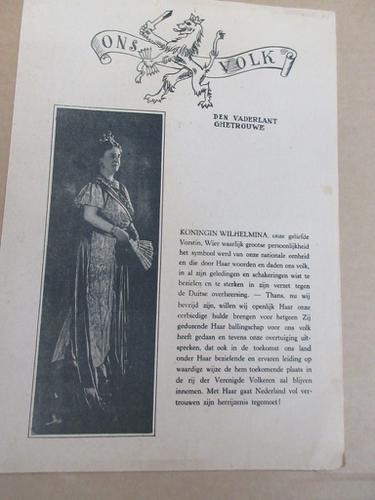 ONS VOLK
DEN VADERLANT
GHETROUWE
KONINGIN WILHELMINA, onze geliefde
Vorstin, Wier waarlijk grootse persoonlijkheid
het symbool werd van onze nationale eenheid
en die door Haar woorden en daden ons volk,
in al zijn geledingen en schakeringen wist te
bezielen en te sterken in zijn verzet tegen
de Duitse overheersing. — Thans, nu wij
bevrijd zijn, willen wij openlijk Haar onze
eerbiedige hulde brengen voor hetgeen Zij
gedurende Haar ballingschap voor ons volk
heeft gedaan en tevens onze overtuiging uit-
spreken, dat ook in de toekomst ons land
onder Haar bezielende en ervaren leiding op
waardige wijze de hem toekomende plaats in
de rij der Verenigde Volkeren zal blijven
innemen. Met Haar gaat Nederland vol ver-
trouwen zijn herrijzenis tegemoet!